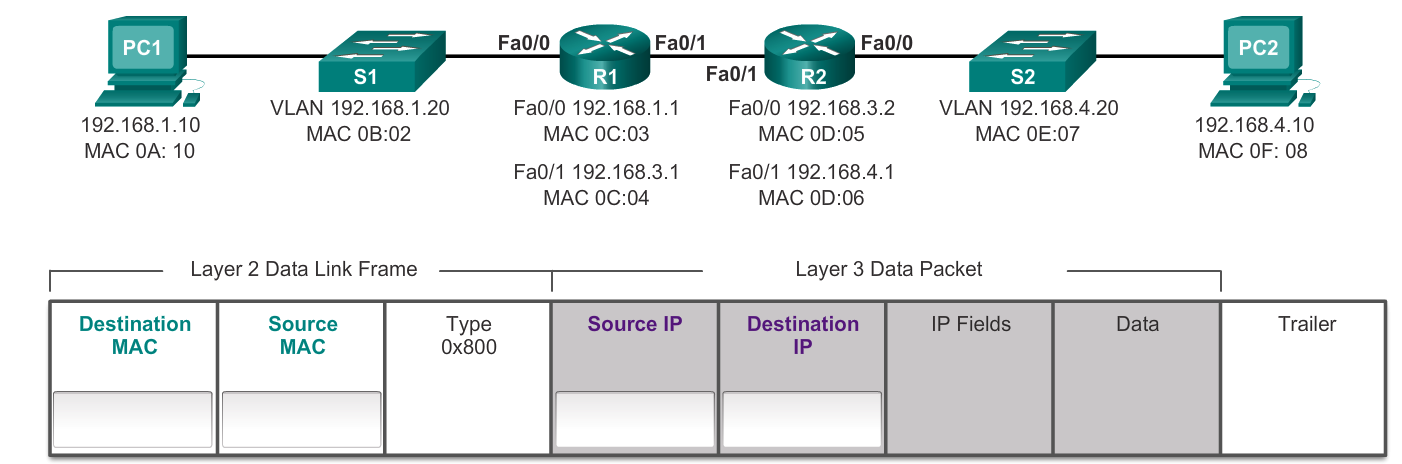 PC1
S1
Fa0/0
R1
Fa0/1
Fa0/1
R2
Fa0/0
S2
PC2
192.168.1.10
MAC 0A: 10
VLAN 192.168.1.20
MAC 0B:02
Fa0/0 192.168.1.1
MAC 0C:03
Fa0/1 192.168.3.1
MAC 0C:04
Fa0/0 192.168.3.2
MAC 0D:05
Fa0/1 192.168.4.1
MAC 0D:06
VLAN 192.168.4.20
MAC 0E:07
192.168.4.10
MAC 0F: 08
Layer 2 Data Link Frame
Layer 3 Data Packet
Destination
MAC
Source
MAC
Type
0x800
Source IP
Destination
IP
IP Fields
Data
Trailer